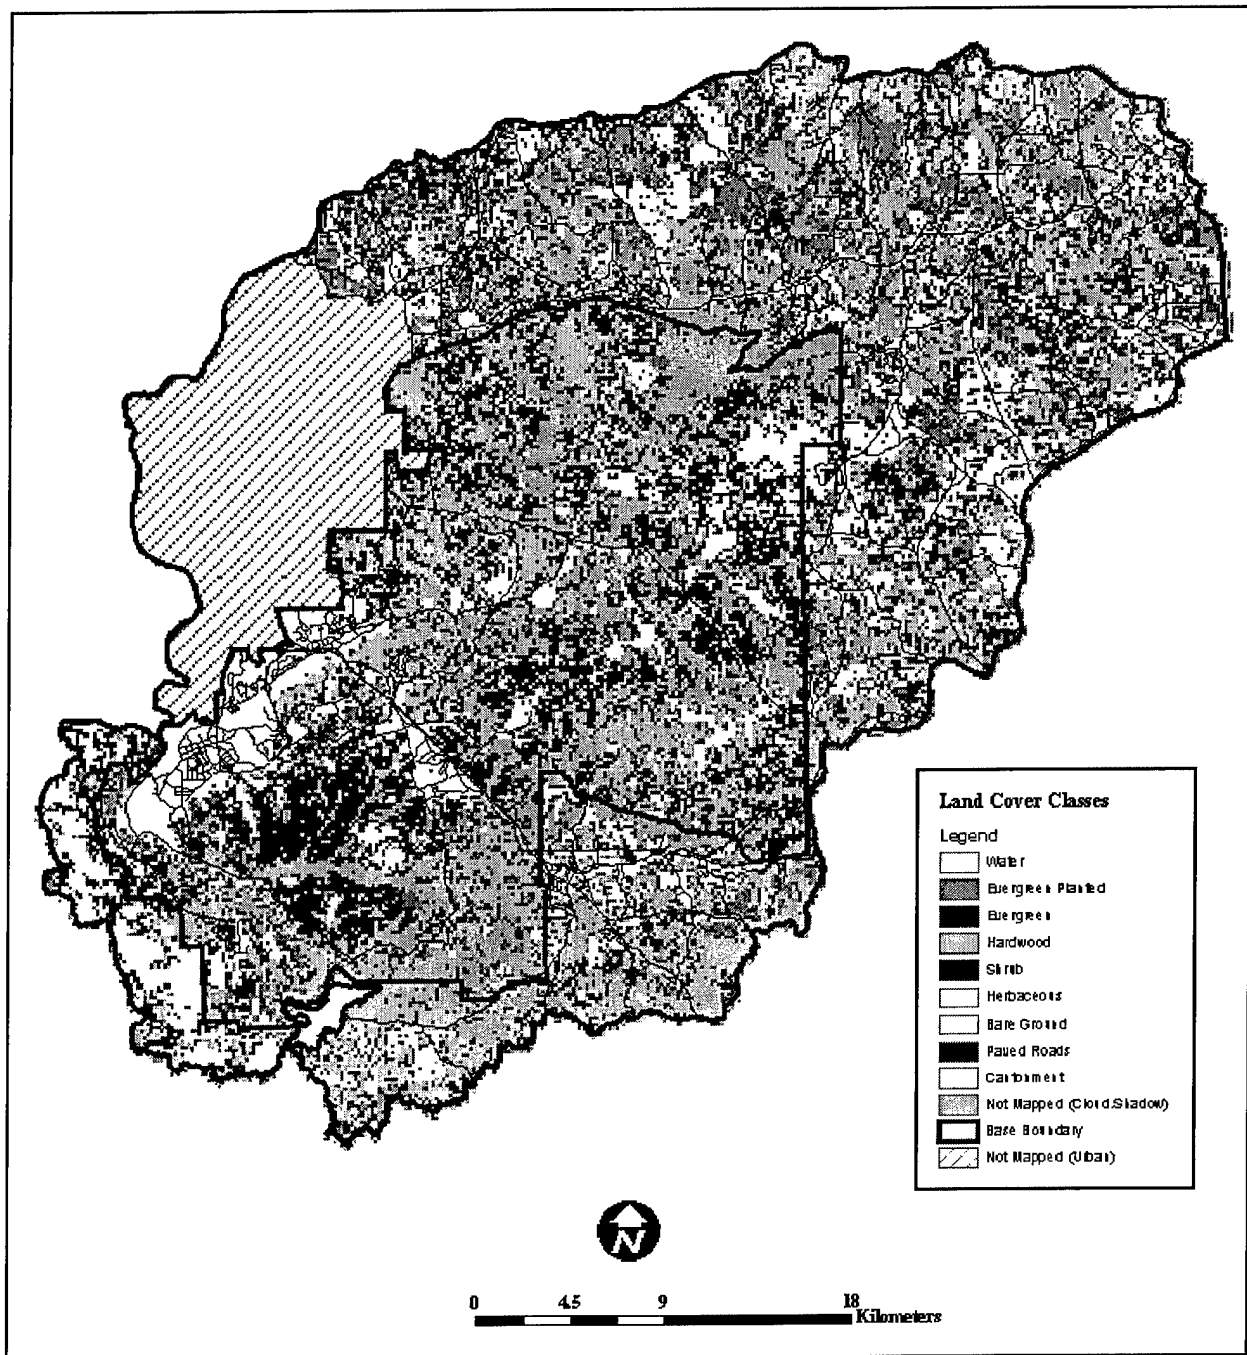 Land Cover Classes
Legend
Water
Evergreen Planted
Evergreen
Hardwood
Shrub
Herbaceous
Bare Ground
Paved Roads
Cantonment
Not Mapped (Cloud.Shadow)
Base Boundary
Not Mapped (Urban)
N
0 4.5 9 18
Kilometers